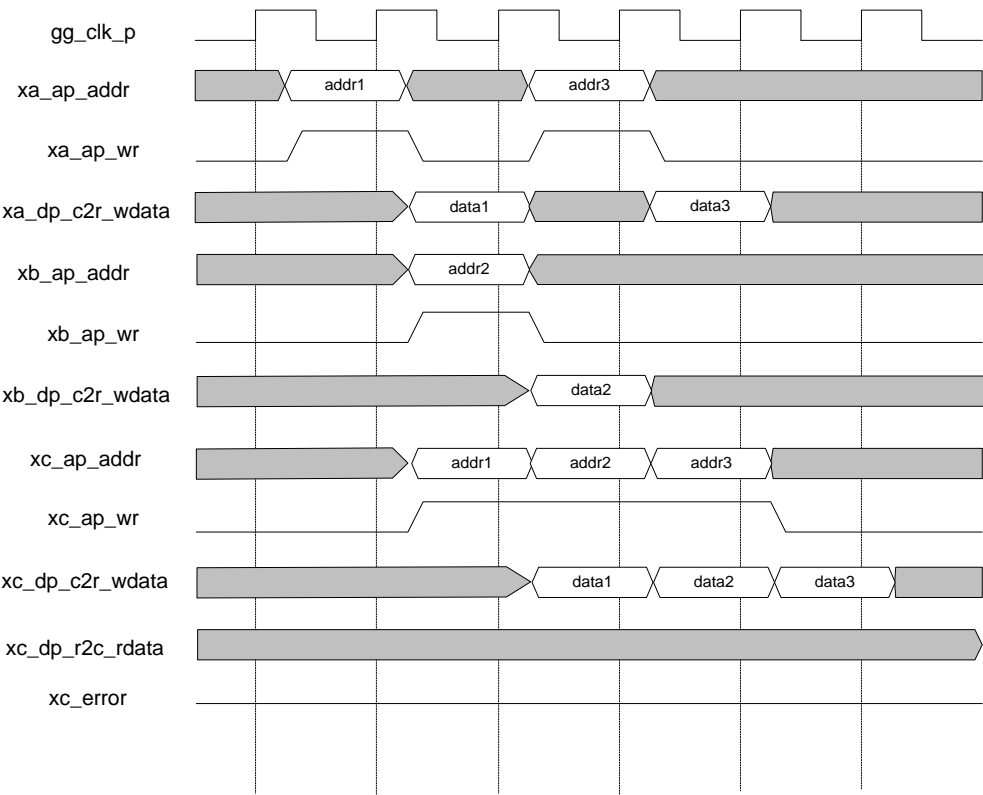 gg_clk_p
xa_ap_addr addr1 addr3
xa_ap_wr
xa_dp_c2r_wdata data1 data3
xb_ap_addr addr2
xb_ap_wr
xb_dp_c2r_wdata data2
xc_ap_addr addr1 addr2 addr3
xc_ap_wr
xc_dp_c2r_wdata data1 data2 data3
xc_dp_r2c_rdata
xc_error